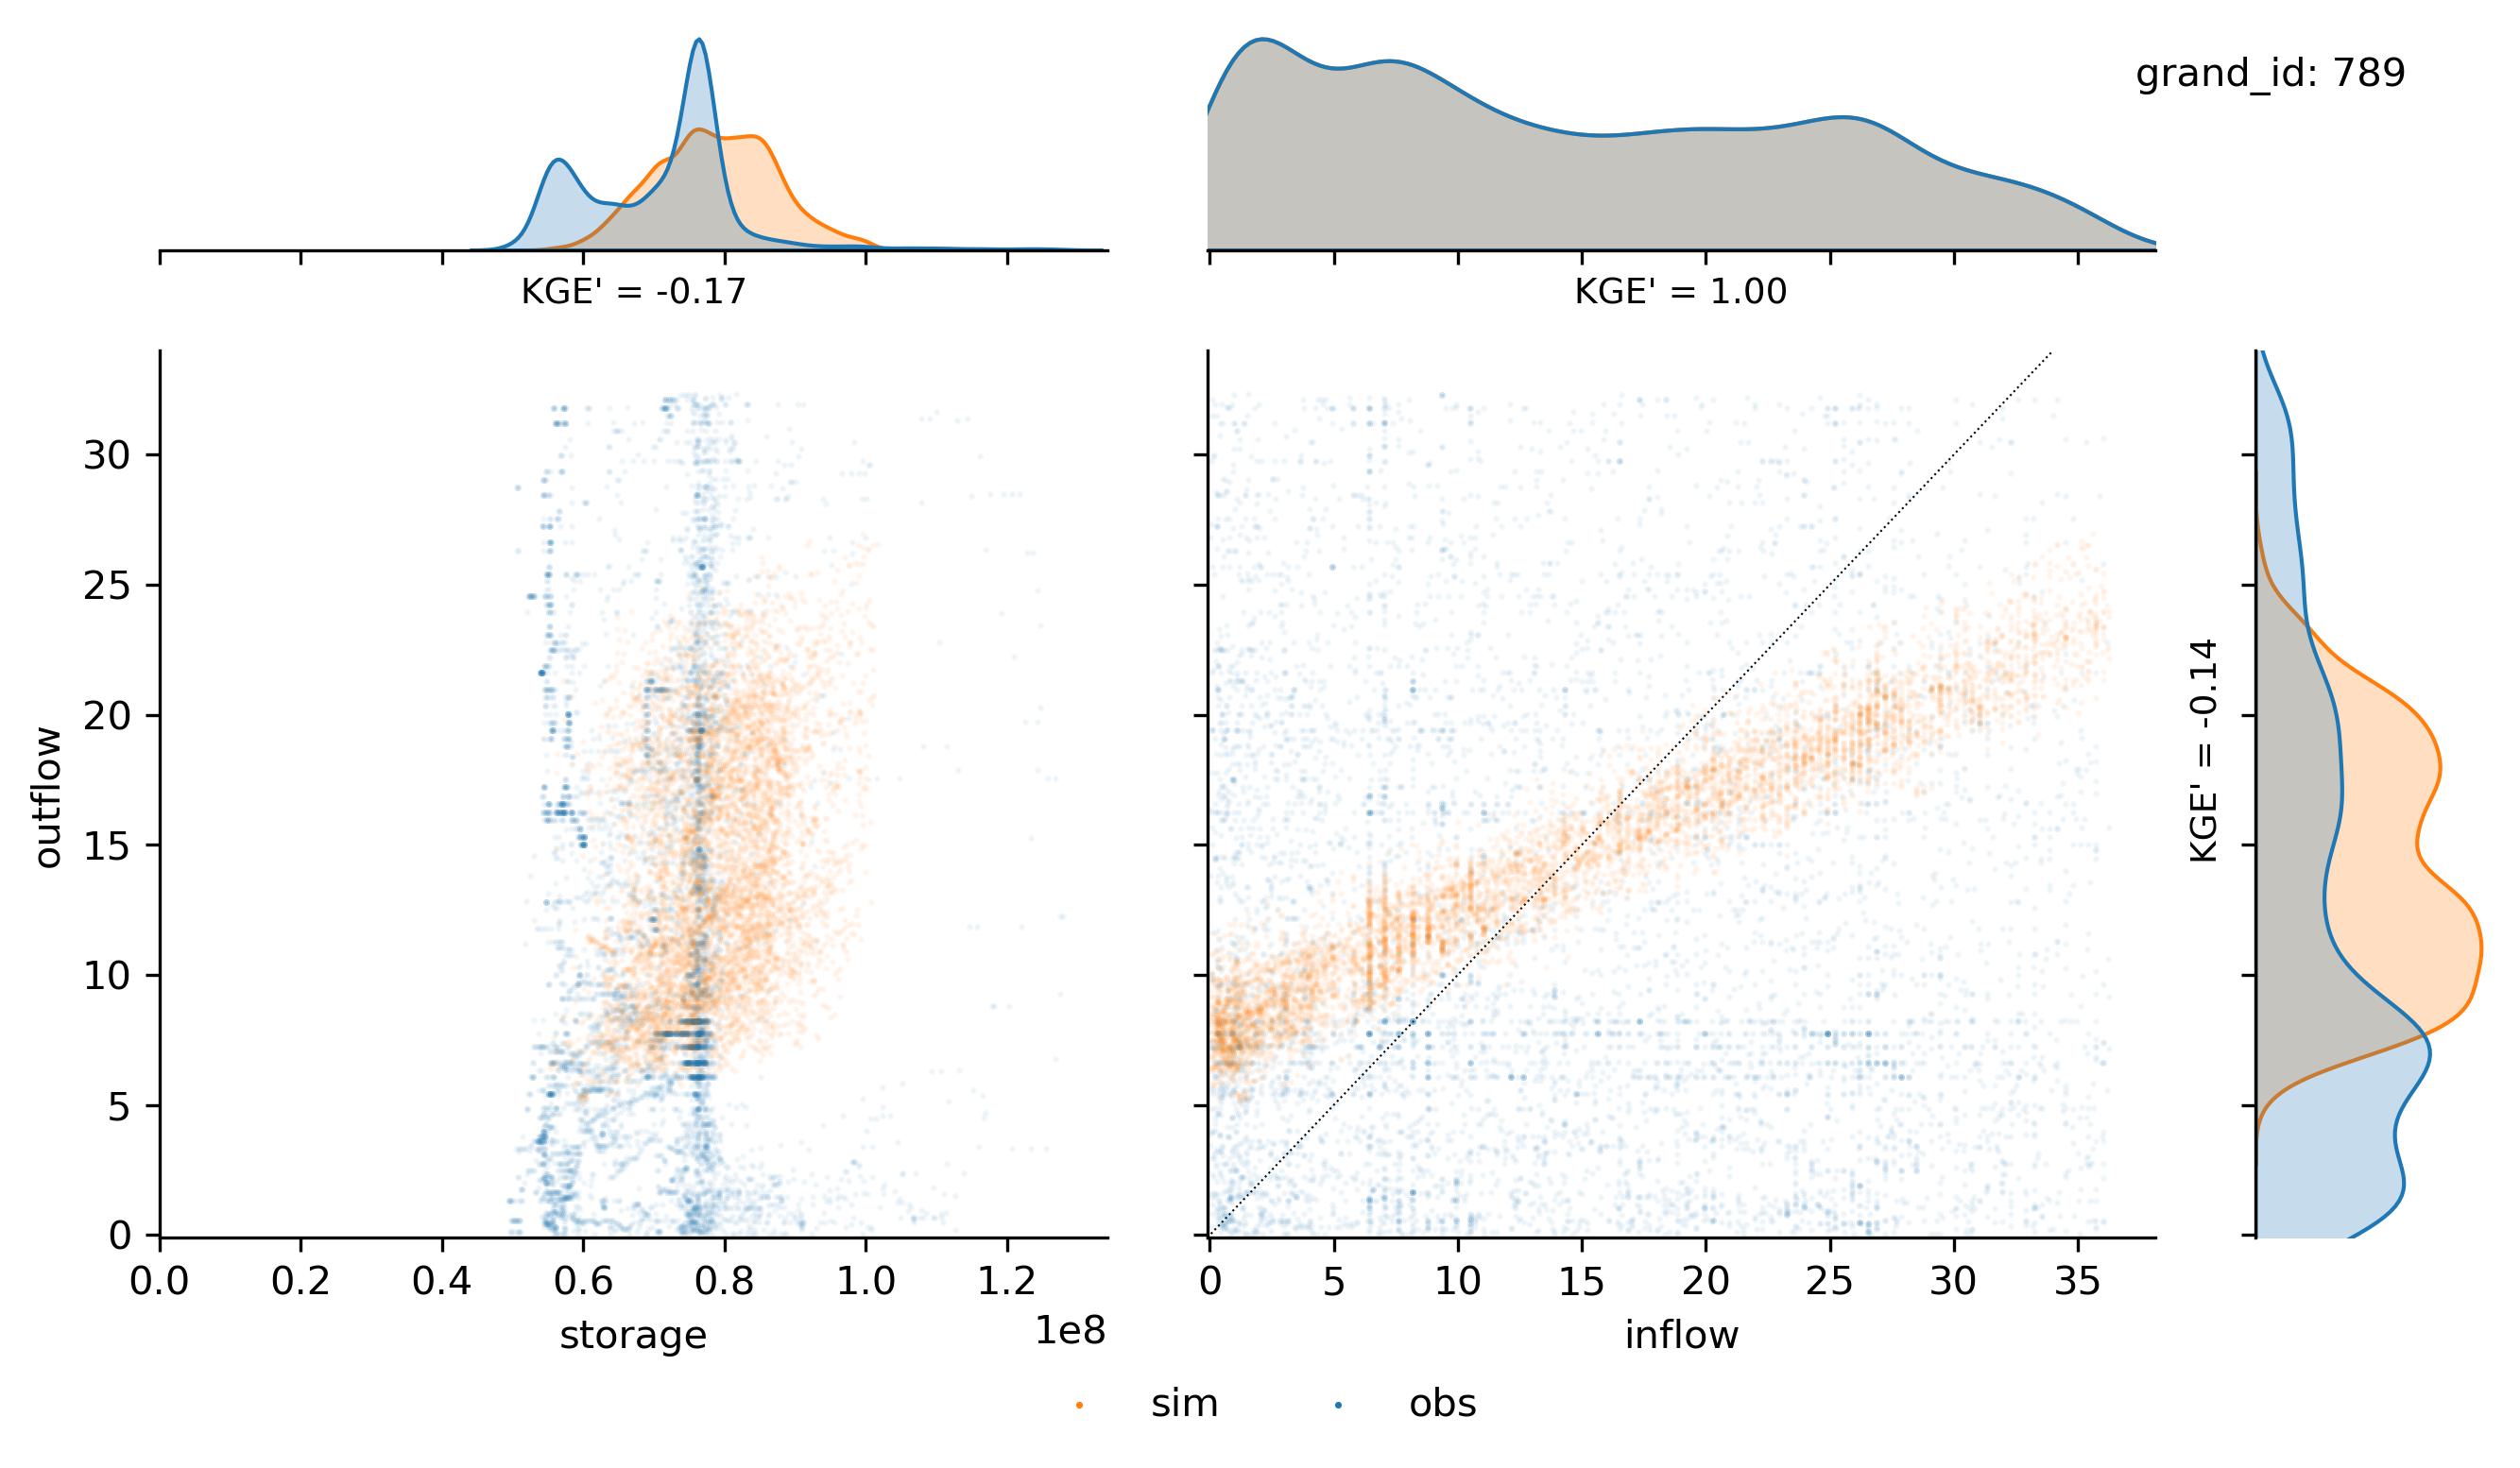 grand_id: 789
KGE' = -0.17
KGE' = 1.00
30
25
20
15
10
5
0
outflow
KGE' = -0.14
0.0 0.2 0.4 0.6 0.8 1.0 1.2
1e8
storage
0 5 10 15 20 25 30 35
inflow
sim obs